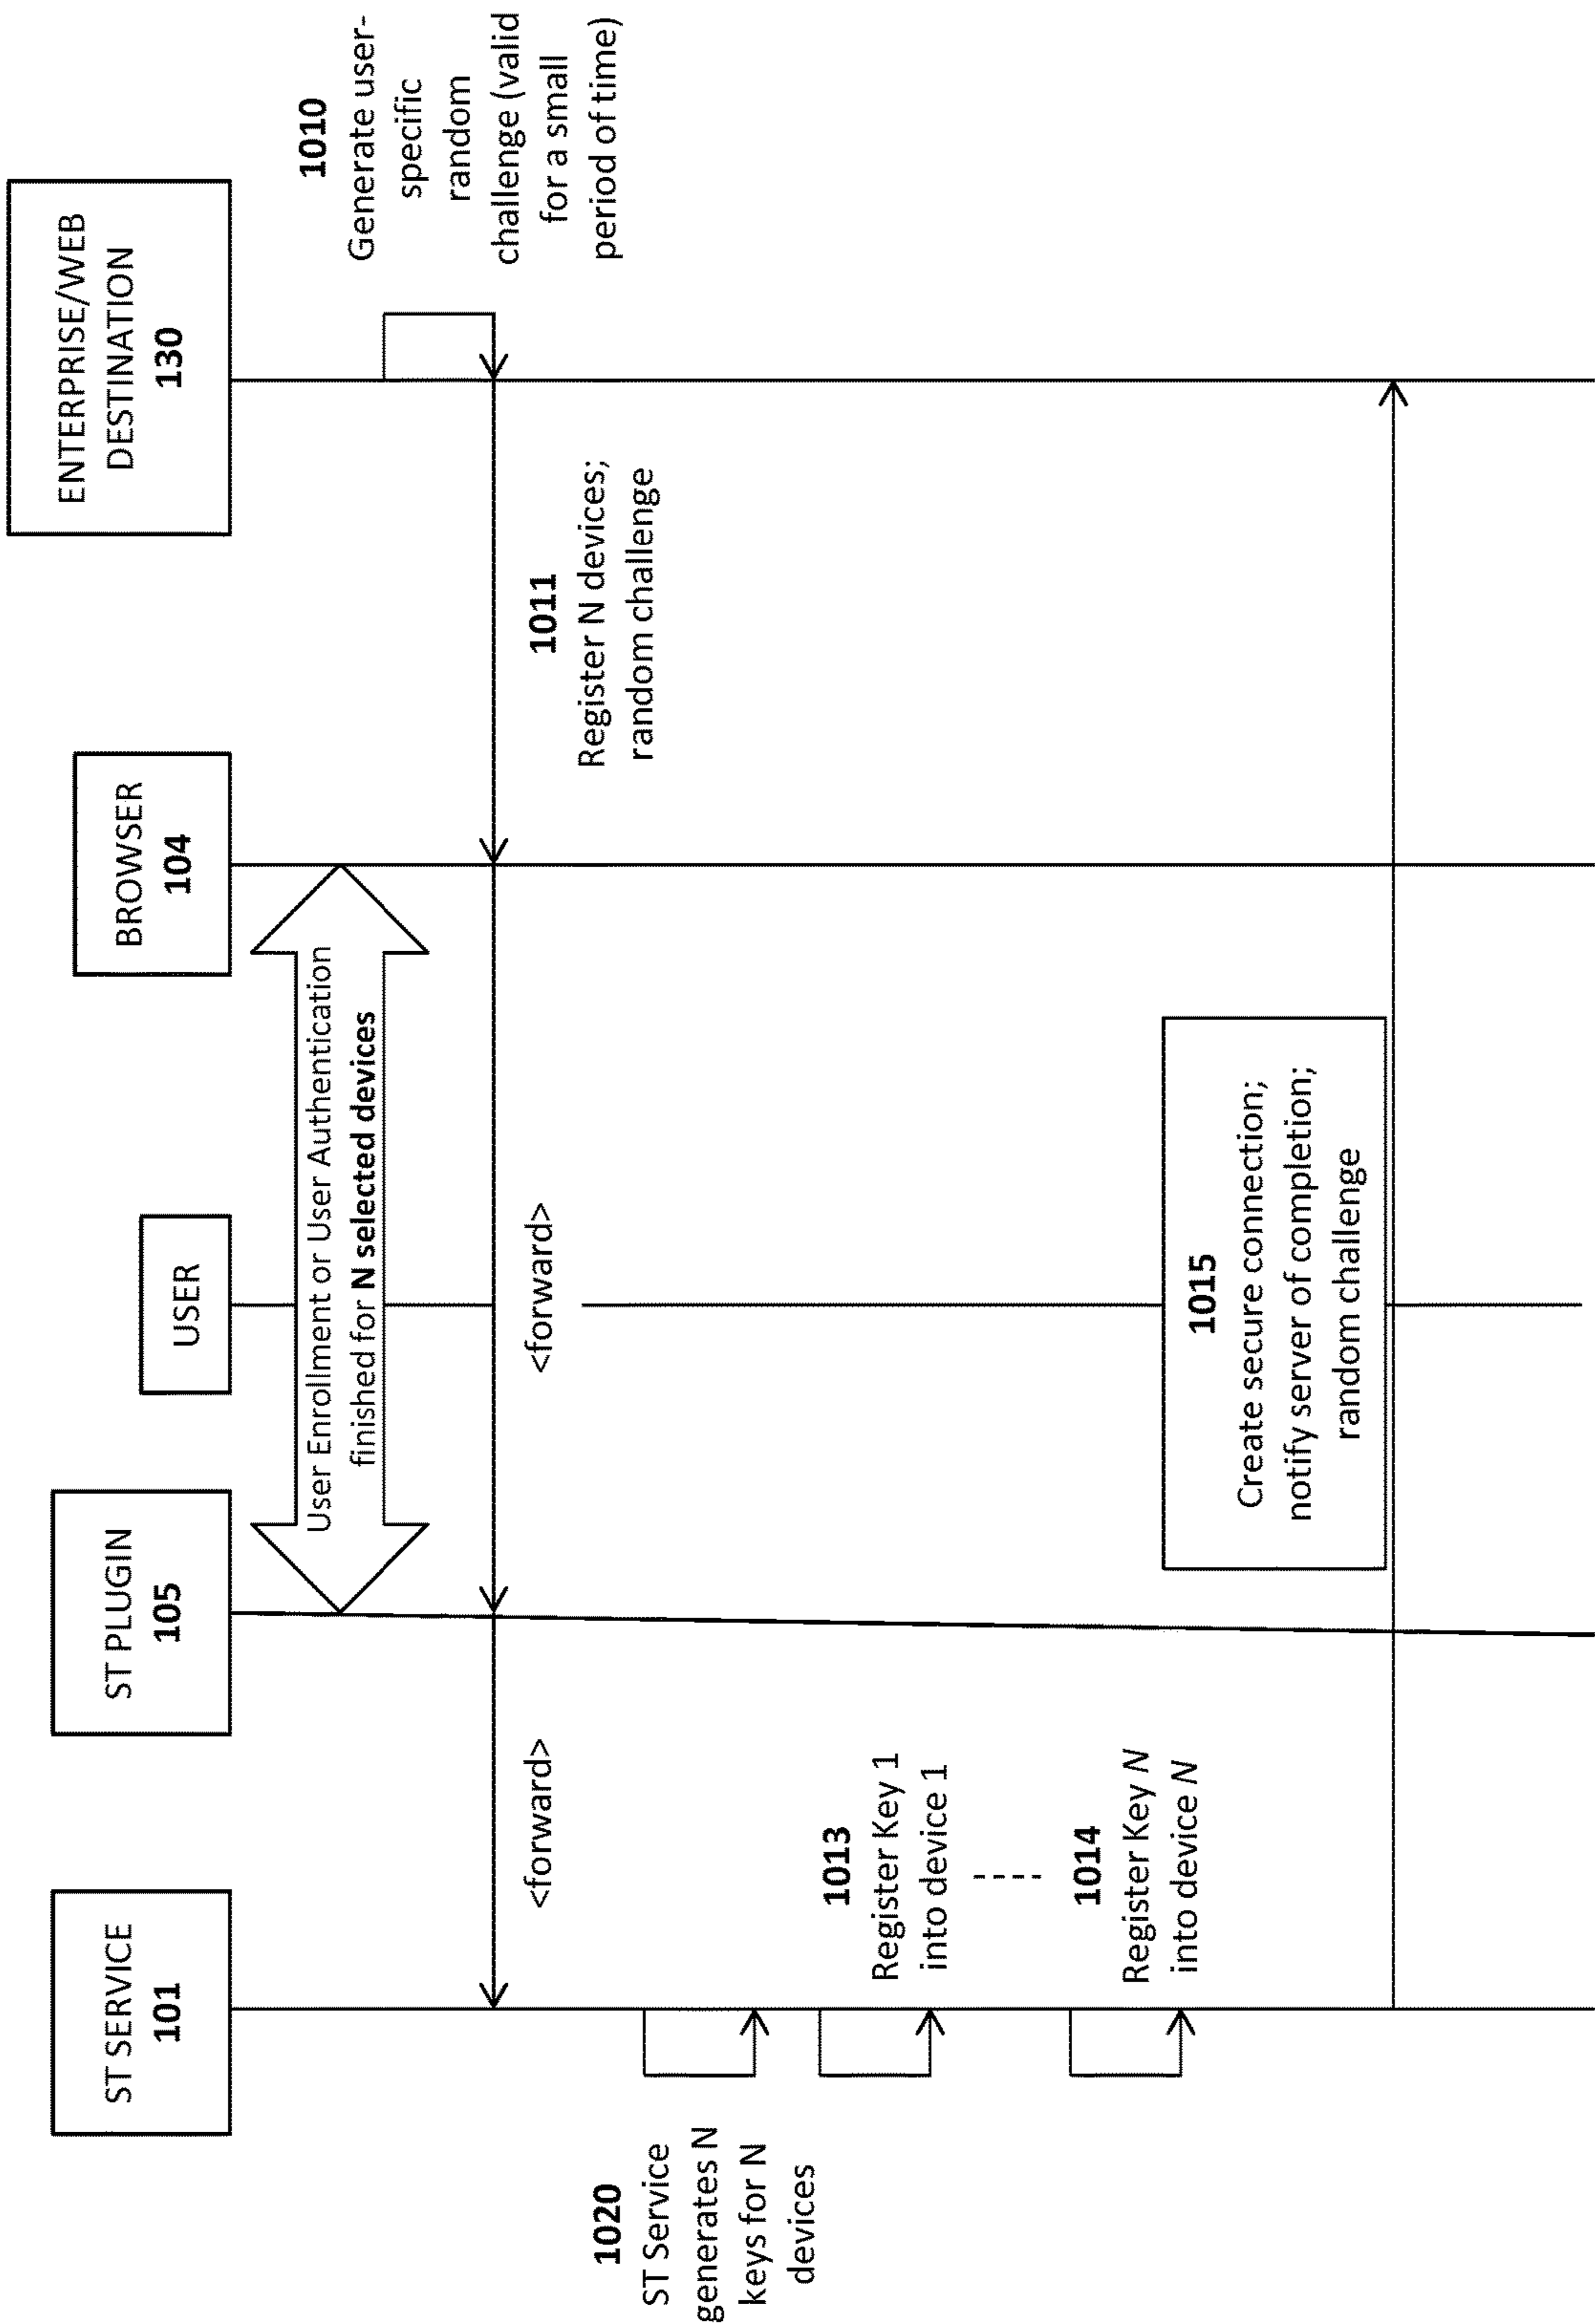 ST SERVICE
101
ST PLUGIN
105
USER
BROWSER
104
ENTERPRISE/WEB
DESTINATION
130
User Enrollment or User Authentication
finished for N selected devices
1010
Generate user-
specific
random
challenge (valid
for a small
period of time)
1011
Register N devices;
random challenge
<forward>
<forward>
1020
ST Service
generates N
keys for N
devices
1013
Register Key 1
into device 1
1014
Register Key N
into device N
1015
Create secure connection;
notify server of completion;
random challenge